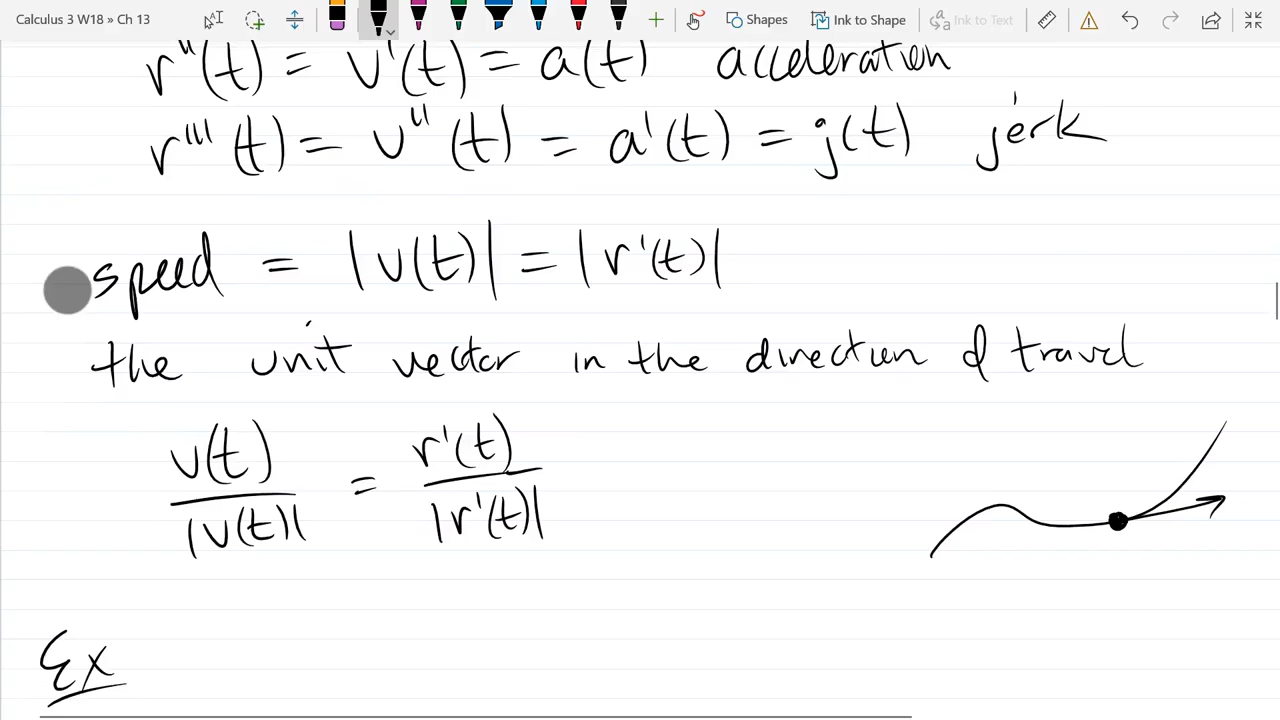 Calculus 3 W18 » Ch 13
Shapes
Ink to Shape
Ink to Text
r''(t) = v'(t) = a(t) acceleration
r'''(t) = v''(t) = a'(t) = j(t) jerk
speed = |v(t)| = |r'(t)|
the unit vector in the direction of travel
v(t)/|v(t)| = r'(t)/|r'(t)|
Ex